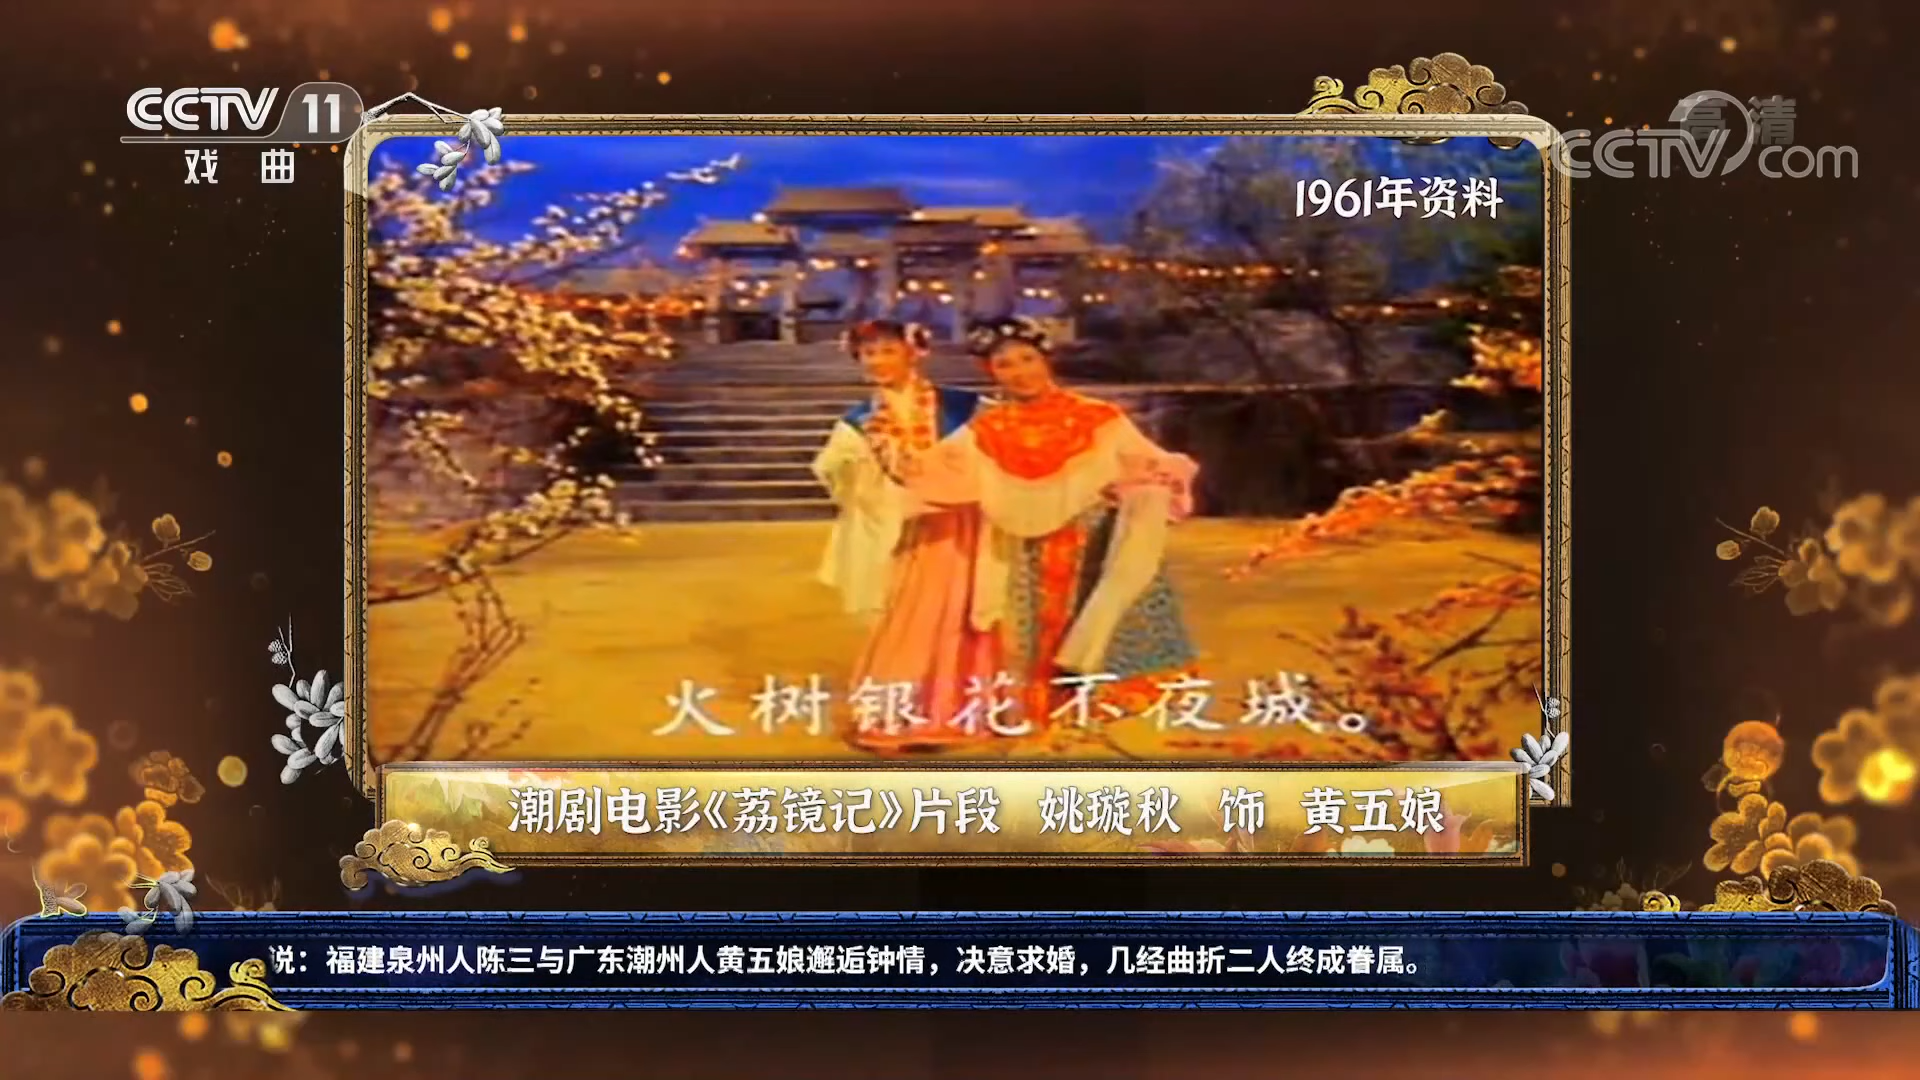 CCTV 11
戏曲
高清
CCTV com
1961年资料
火树银花不夜城。
潮剧电影《荔镜记》片段 姚璇秋 饰 黄五娘
说：福建泉州人陈三与广东潮州人黄五娘邂逅钟情，决意求婚，几经曲折二人终成眷属。